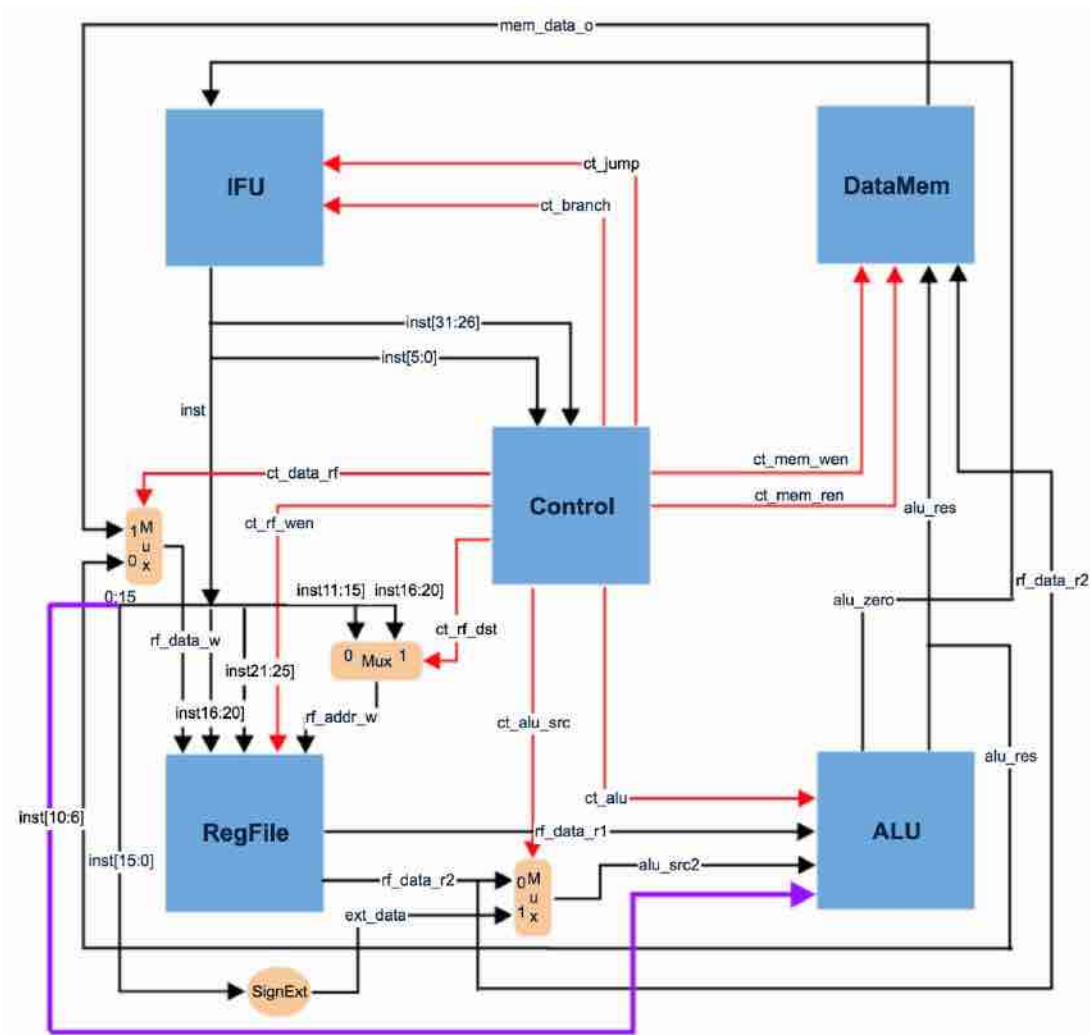 mem_data_o
ct_jump
IFU
DataMem
ct_branch
inst[31:26]
inst[5:0]
inst
ct_data_rf
ct_mem_wen
ct_mem_ren
ct_rf_wen
Control
alu_res
1 M
u
0 x
rf_data_r2
inst11:15]
inst16:20]
0:15
alu_zero
rf_data_w
ct_rf_dst
0 Mux 1
inst21:25]
inst16:20]
rf_addr_w
ct_alu_src
alu_res
ct_alu
inst[10:6]
RegFile
rf_data_r1
ALU
inst[15:0]
alu_src2
rf_data_r2
0 M
u
1 x
ext_data
SignExt